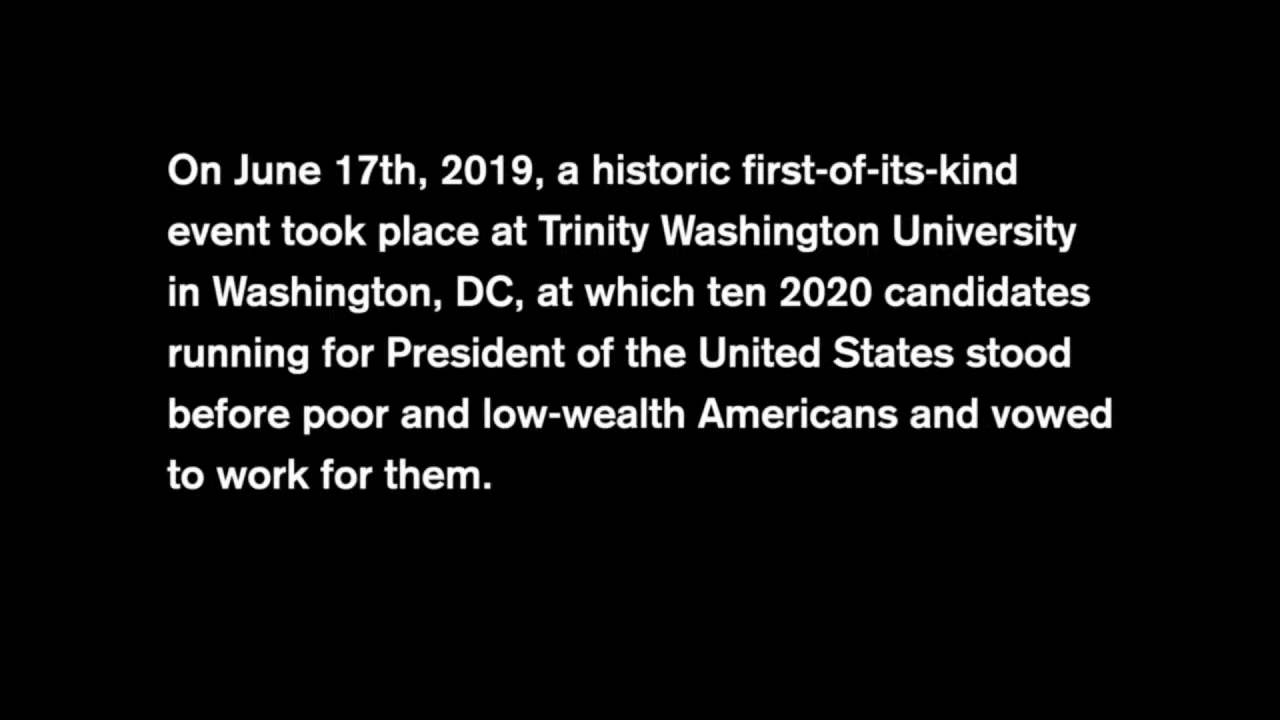 On June 17th, 2019, a historic first-of-its-kind
event took place at Trinity Washington University
in Washington, DC, at which ten 2020 candidates
running for President of the United States stood
before poor and low-wealth Americans and vowed
to work for them.